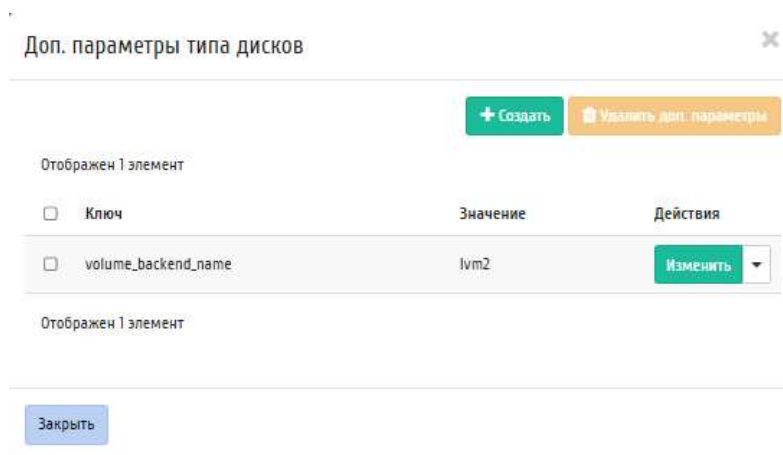 Доп. параметры типа дисков
Создать Удалить доп. параметры
Отображен 1 элемент
Ключ Значение Действия
volume_backend_name lvm2 Изменить
Отображен 1 элемент
Закрыть